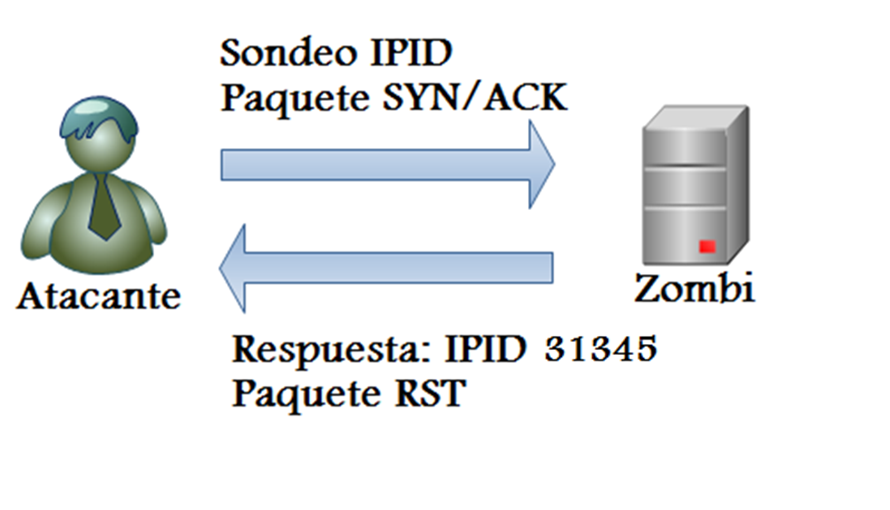 Sondeo IPID
Paquete SYN/ACK
Atacante
Zombi
Respuesta: IPID 31345
Paquete RST